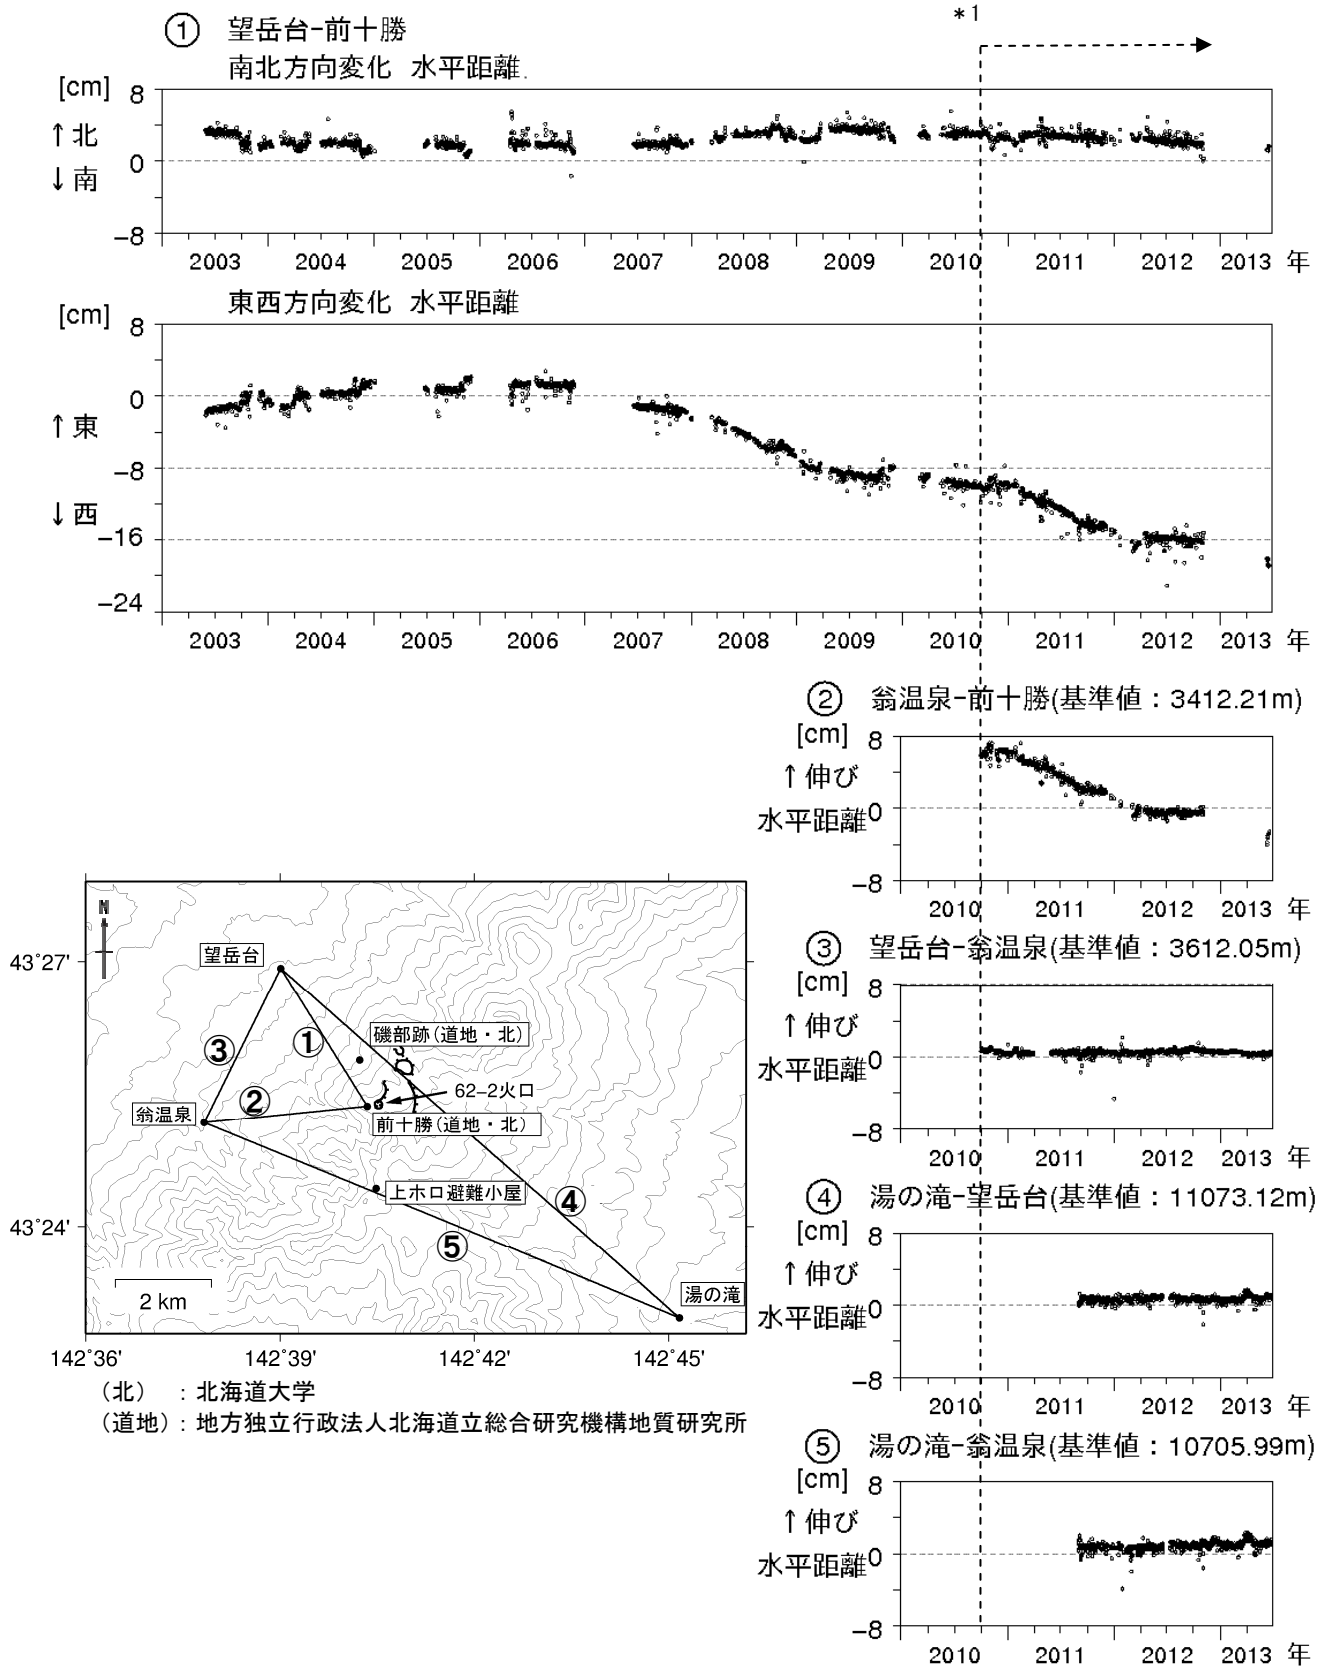 ① 望岳台−前十勝
*1
南北方向変化 水平距離
[cm]
8
↑北
0
↓南
−8
2003 2004 2005 2006 2007 2008 2009 2010 2011 2012 2013 年
東西方向変化 水平距離
[cm]
8
0
↑東
−8
↓西
−16
−24
2003 2004 2005 2006 2007 2008 2009 2010 2011 2012 2013 年
② 翁温泉−前十勝(基準値：3412.21m)
[cm]
8
↑伸び
水平距離
0
−8
2010 2011 2012 2013 年
③ 望岳台−翁温泉(基準値：3612.05m)
[cm]
8
↑伸び
水平距離
0
−8
2010 2011 2012 2013 年
④ 湯の滝−望岳台(基準値：11073.12m)
[cm]
8
↑伸び
水平距離
0
−8
2010 2011 2012 2013 年
⑤ 湯の滝−翁温泉(基準値：10705.99m)
[cm]
8
↑伸び
水平距離
0
−8
2010 2011 2012 2013 年
N
43°27'
望岳台
磯部跡(道地・北)
①
③
62−2火口
②
翁温泉
前十勝(道地・北)
上ホロ避難小屋
④
43°24'
⑤
湯の滝
2 km
142°36' 142°39' 142°42' 142°45'
（北）：北海道大学
（道地）：地方独立行政法人北海道立総合研究機構地質研究所